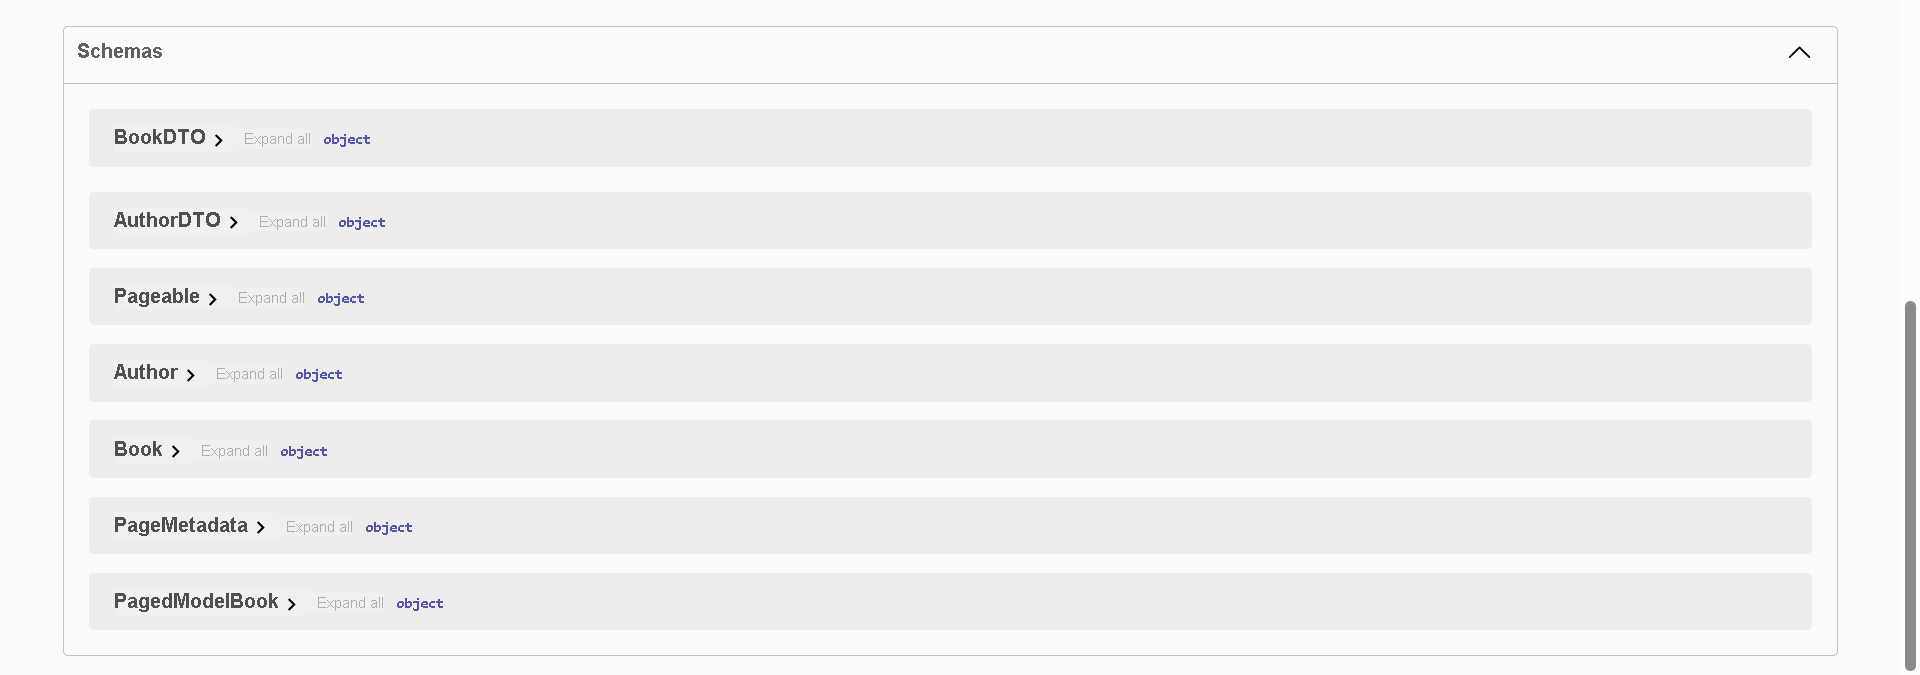 Schemas
BookDTO Expand all object
AuthorDTO Expand all object
Pageable Expand all object
Author Expand all object
Book Expand all object
PageMetadata Expand all object
PagedModelBook Expand all object